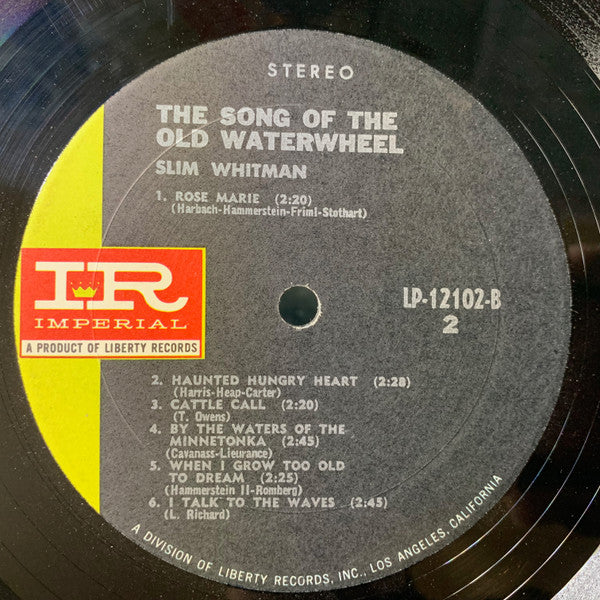 STEREO
THE SONG OF THE
OLD WATERWHEEL
SLIM WHITMAN
1. ROSE MARIE (2:20)
(Harbach-Hammerstein-Friml-Stothart)
IR
IMPERIAL
A PRODUCT OF LIBERTY RECORDS
LP-12102-B
2
2. HAUNTED HUNGRY HEART (2:28)
(Harris-Heap-Carter)
3. CATTLE CALL (2:20)
(T. Owens)
4. BY THE WATERS OF THE
MINNETONKA (2:45)
(Cavanass-Lieurance)
5. WHEN I GROW TOO OLD
TO DREAM (2:25)
(Hammerstein II-Romberg)
6. I TALK TO THE WAVES (2:45)
(L. Richard)
A DIVISION OF LIBERTY RECORDS, INC., LOS ANGELES, CALIFORNIA